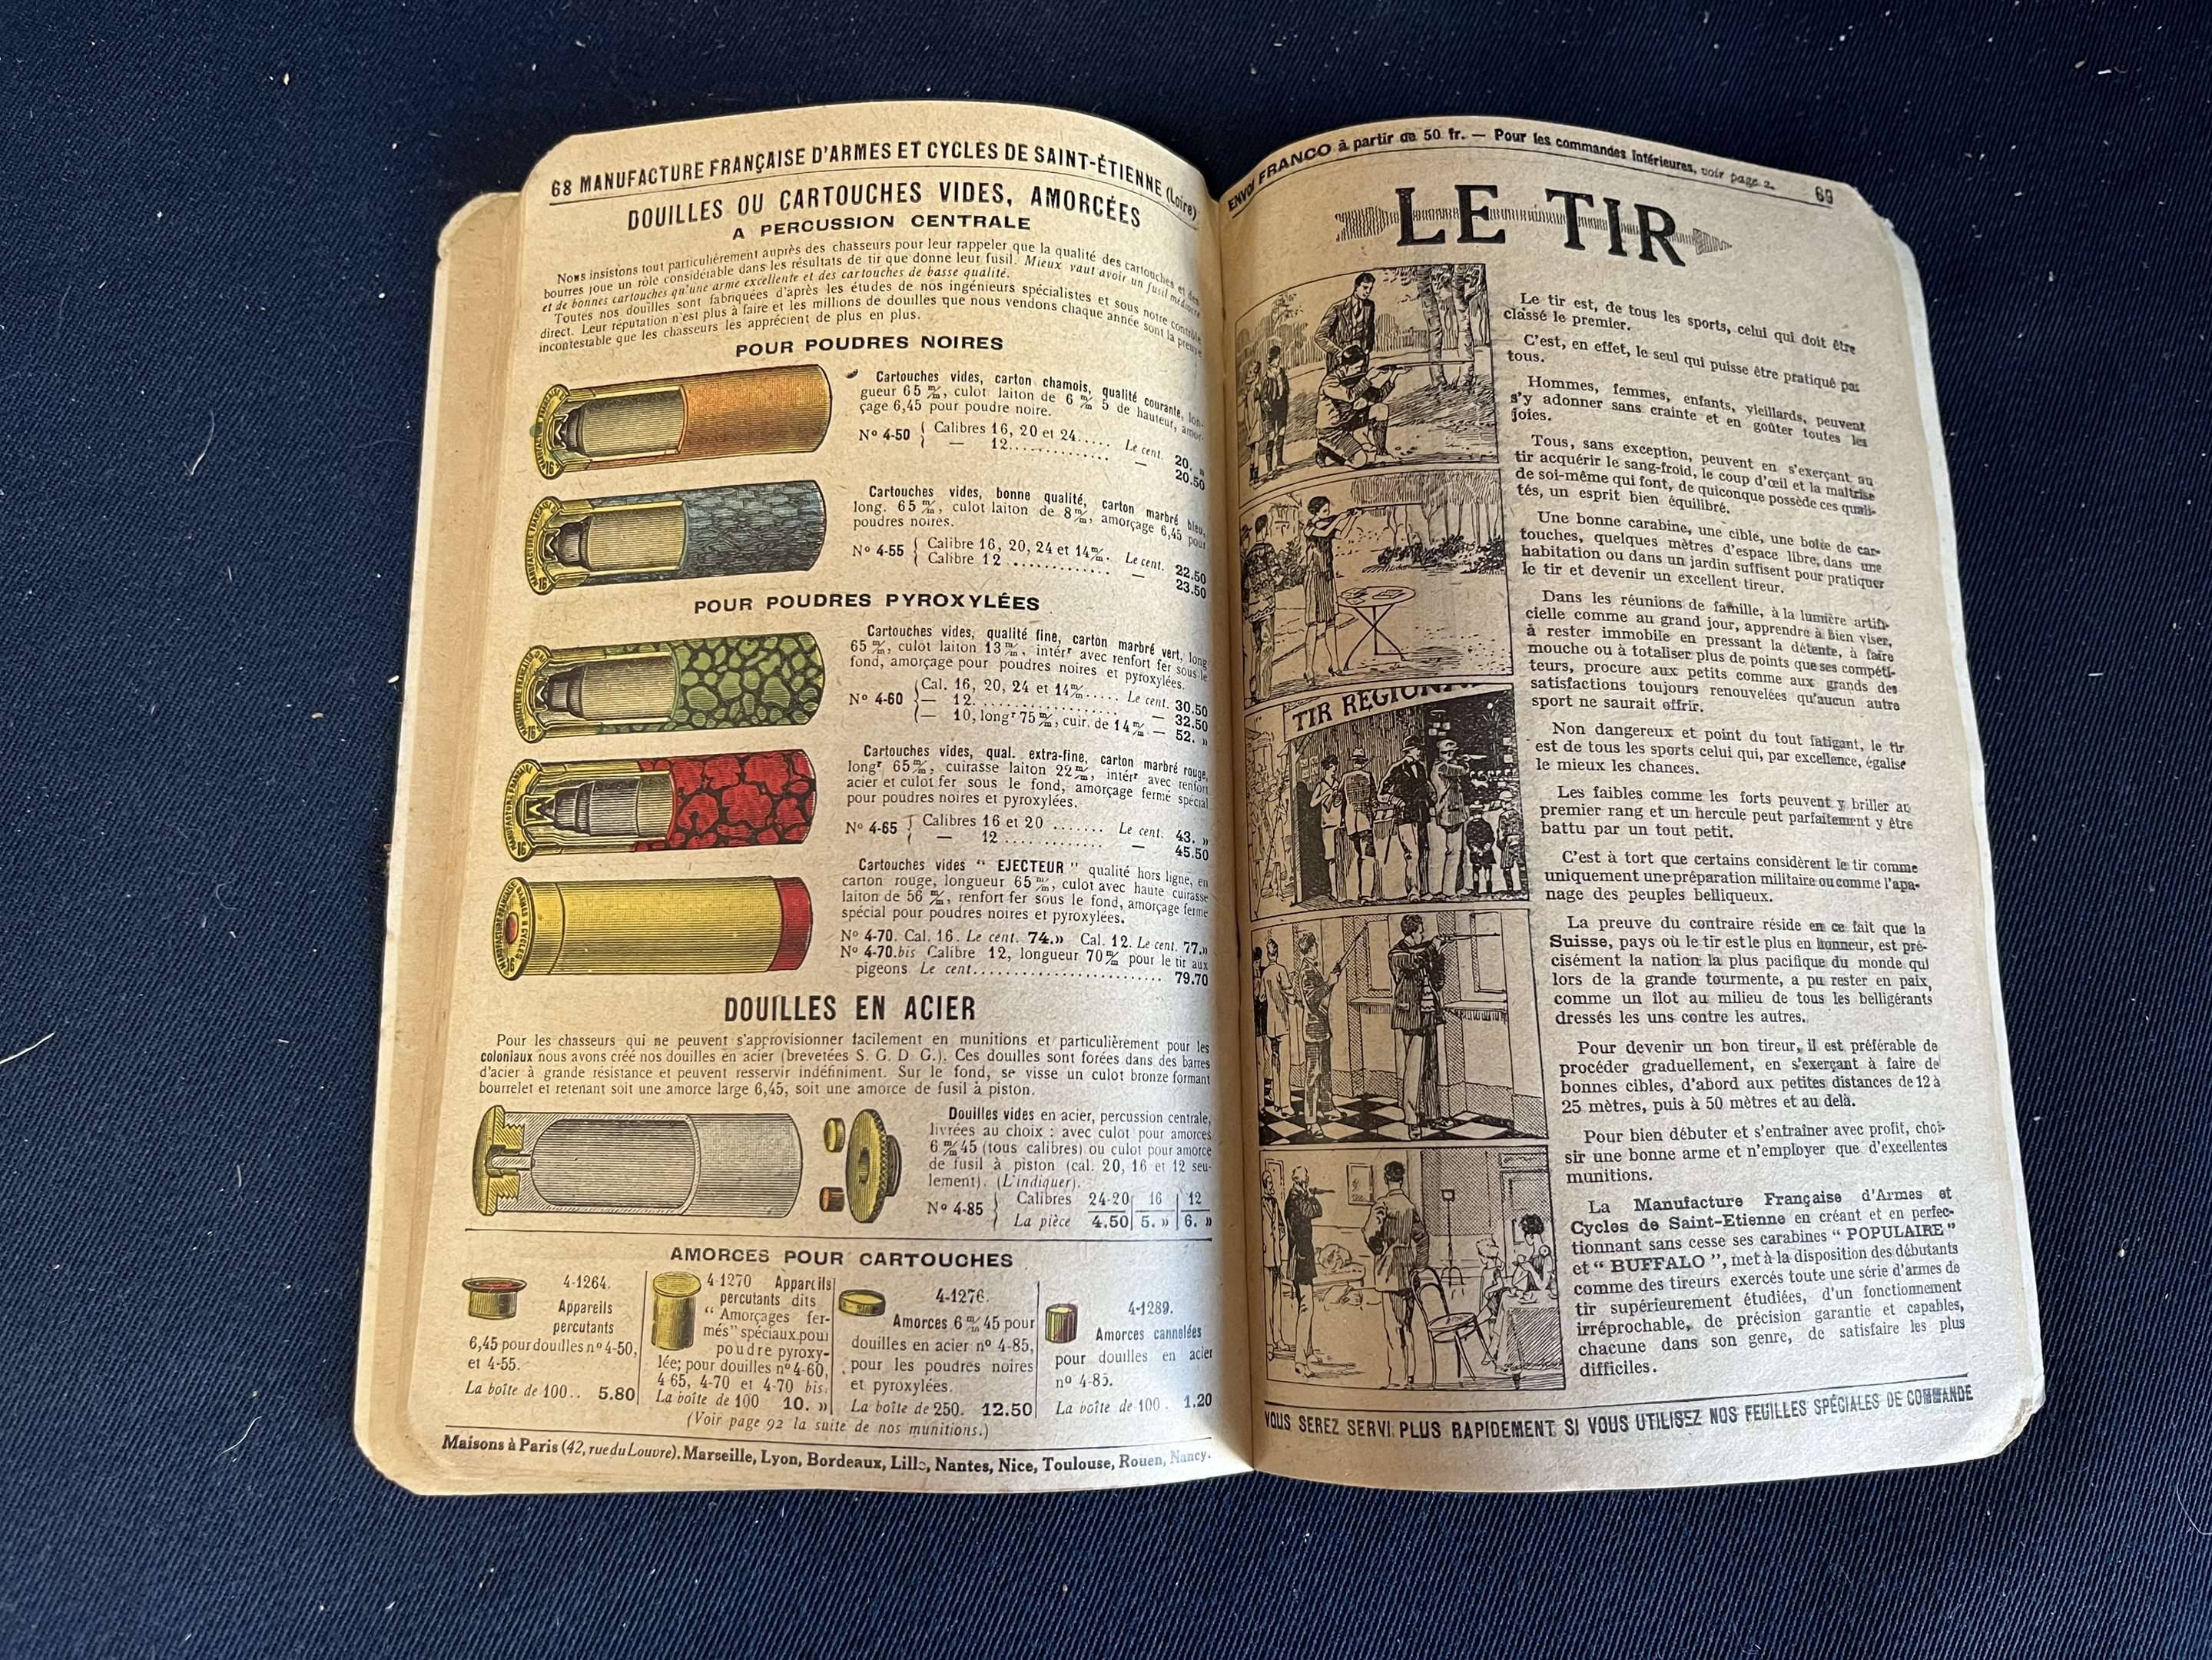 68 MANUFACTURE FRANÇAISE D'ARMES ET CYCLES DE SAINT-ÉTIENNE (Loire)
DOUILLES OU CARTOUCHES VIDES, AMORCÉES
A PERCUSSION CENTRALE
Nous insistons tout particulièrement auprès des chasseurs pour leur rappeler que la qualité des cartouches et des
bourres joue un rôle considérable dans les résultats de tir que donne leur fusil. Mieux vaut avoir un fusil médiocre
et de bonnes cartouches qu'une arme excellente et des cartouches de basse qualité.
Toutes nos douilles sont fabriquées d'après les études de nos ingénieurs spécialistes et sous notre contrôle
direct. Leur réputation n'est plus à faire et les millions de douilles que nous vendons chaque année sont la preuve
incontestable que les chasseurs les apprécient de plus en plus.
POUR POUDRES NOIRES
Cartouches vides, carton chamois, qualité courante, lon-
gueur 65 m/m, culot laiton de 6 m/m 5 de hauteur, amor-
çage 6,45 pour poudre noire.
No 4-50 { Calibres 16, 20 et 24..... Le cent. 20. »
— 12............ — 20.50
Cartouches vides, bonne qualité, carton marbré bleu,
long. 65 m/m, culot laiton de 8 m/m, amorçage 6,45 pour
poudres noires.
No 4-55 { Calibre 16, 20, 24 et 14 m/m. Le cent. 22.50
Calibre 12 ............ — 23.50
POUR POUDRES PYROXYLÉES
Cartouches vides, qualité fine, carton marbré vert, long
65 m/m, culot laiton 13 m/m, intérr avec renfort fer sous le
fond, amorçage pour poudres noires et pyroxylées.
No 4-60 { Cal. 16, 20, 24 et 14 m/m..... Le cent. 30.50
— 12.................... — 32.50
— 10, longr 75 m/m, cuir. de 14 m/m — 52. »
Cartouches vides, qual. extra-fine, carton marbré rouge,
longr 65 m/m, cuirasse laiton 22 m/m, intérr avec renfort
acier et culot fer sous le fond, amorçage fermé spécial
pour poudres noires et pyroxylées.
No 4-65 { Calibres 16 et 20 ....... Le cent. 43. »
— 12 ............ — 45.50
Cartouches vides " EJECTEUR " qualité hors ligne, en
carton rouge, longueur 65 m/m, culot avec haute cuirasse
laiton de 56 m/m, renfort fer sous le fond, amorçage fermé
spécial pour poudres noires et pyroxylées.
No 4-70. Cal. 16. Le cent. 74.» Cal. 12. Le cent. 77.»
No 4-70.bis Calibre 12, longueur 70 m/m pour le tir aux
pigeons Le cent........................ 79.70
DOUILLES EN ACIER
Pour les chasseurs qui ne peuvent s'approvisionner facilement en munitions et particulièrement pour les
coloniaux nous avons créé nos douilles en acier (brevetées S. G. D. G.). Ces douilles sont forées dans des barres
d'acier à grande résistance et peuvent resservir indéfiniment. Sur le fond, se visse un culot bronze formant
bourrelet et retenant soit une amorce large 6,45, soit une amorce de fusil à piston.
Douilles vides en acier, percussion centrale,
livrées au choix : avec culot pour amorces
6 m/m 45 (tous calibres) ou culot pour amorce
de fusil à piston (cal. 20, 16 et 12 seu-
lement). (L'indiquer).
No 4-85 { Calibres 24-20 | 16 | 12
La pièce 4.50 | 5. » | 6. »
AMORCES POUR CARTOUCHES
4-1264.
Appareils
percutants
6,45 pour douilles no 4-50,
et 4-55.
La boîte de 100.. 5.80
4-1270 Appareils
percutants dits
" Amorçages fer-
més" spéciaux pour
poudre pyroxy-
lée; pour douilles no 4-60,
4-65, 4-70 et 4-70 bis.
La boîte de 100 10. »
4-1276.
Amorces 6 m/m 45 pour
douilles en acier no 4-85,
pour les poudres noires
et pyroxylées.
La boîte de 250. 12.50
4-1289.
Amorces cannelées
pour douilles en acier
no 4-85.
La boîte de 100. 1.20
(Voir page 92 la suite de nos munitions.)
Maisons à Paris (42, rue du Louvre). Marseille, Lyon, Bordeaux, Lille, Nantes, Nice, Toulouse, Rouen, Nancy.
ENVOI FRANCO à partir de 50 fr. — Pour les commandes intérieures, voir page 2. 69
LE TIR
Le tir est, de tous les sports, celui qui doit être
classé le premier.
C'est, en effet, le seul qui puisse être pratiqué par
tous.
Hommes, femmes, enfants, vieillards, peuvent
s'y adonner sans crainte et en goûter toutes les
joies.
Tous, sans exception, peuvent en s'exerçant au
tir acquérir le sang-froid, le coup d'œil et la maîtrise
de soi-même qui font, de quiconque possède ces quali-
tés, un esprit bien équilibré.
Une bonne carabine, une cible, une boîte de car-
touches, quelques mètres d'espace libre, dans une
habitation ou dans un jardin suffisent pour pratiquer
le tir et devenir un excellent tireur.
Dans les réunions de famille, à la lumière artifi-
cielle comme au grand jour, apprendre à bien viser,
à rester immobile en pressant la détente, à faire
mouche ou à totaliser plus de points que ses compéti-
teurs, procure aux petits comme aux grands des
satisfactions toujours renouvelées qu'aucun autre
sport ne saurait offrir.
Non dangereux et point du tout fatigant, le tir
est de tous les sports celui qui, par excellence, égalise
le mieux les chances.
Les faibles comme les forts peuvent y briller au
premier rang et un hercule peut parfaitement y être
battu par un tout petit.
C'est à tort que certains considèrent le tir comme
uniquement une préparation militaire ou comme l'apa-
nage des peuples belliqueux.
La preuve du contraire réside en ce fait que la
Suisse, pays où le tir est le plus en honneur, est pré-
cisément la nation la plus pacifique du monde qui
lors de la grande tourmente, a pu rester en paix,
comme un îlot au milieu de tous les belligérants
dressés les uns contre les autres.
Pour devenir un bon tireur, il est préférable de
procéder graduellement, en s'exerçant à faire de
bonnes cibles, d'abord aux petites distances de 12 à
25 mètres, puis à 50 mètres et au delà.
Pour bien débuter et s'entraîner avec profit, choi-
sir une bonne arme et n'employer que d'excellentes
munitions.
La Manufacture Française d'Armes et
Cycles de Saint-Etienne en créant et en perfec-
tionnant sans cesse ses carabines " POPULAIRE "
et " BUFFALO ", met à la disposition des débutants
comme des tireurs exercés toute une série d'armes de
tir supérieurement étudiées, d'un fonctionnement
irréprochable, de précision garantie et capables,
chacune dans son genre, de satisfaire les plus
difficiles.
TIR RÉGIONA
VOUS SEREZ SERVI PLUS RAPIDEMENT SI VOUS UTILISEZ NOS FEUILLES SPÉCIALES DE COMMANDE